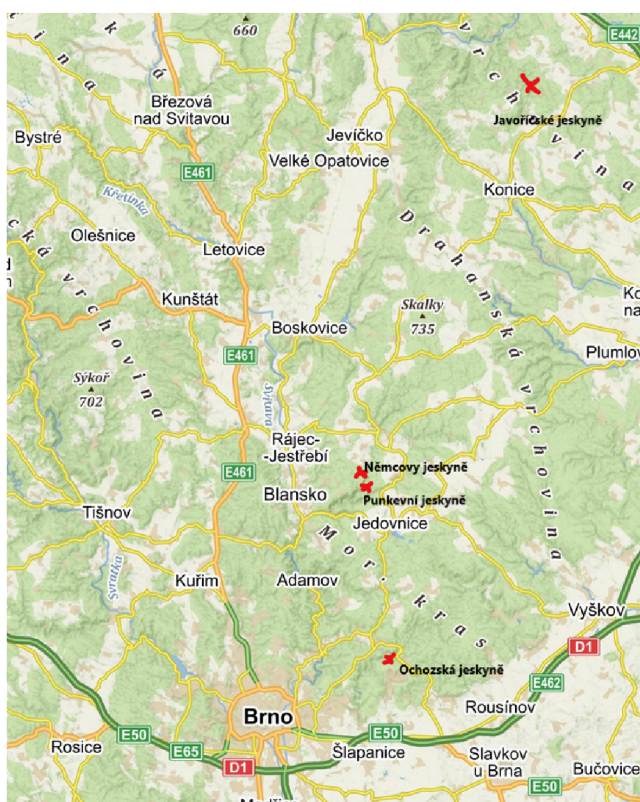 660
E442
v i n a
k á
v r c h o v i n a
Březová
nad Svitavou
Javoříčské jeskyně
Bystré
Jevíčko
Velké Opatovice
E461
Křetínka
Konice
Olešnice
Letovice
cká vrchovina
Drahanská vrchovina
Kunštát
Skalky
735
Boskovice
Plumlov
E461
Sýkoř
702
Svitava
Rájec-
-Jestřebí
Němcovy jeskyně
E461
Blansko
Punkevní jeskyně
Tišnov
Jedovnice
Mor. kras
Svratka
Kuřim
Adamov
Vyškov
D1
Ochozská jeskyně
E462
Rousínov
Brno
E50
E50
Rosice
E65
Šlapanice
Slavkov
u Brna
D1
Bučovice
E50